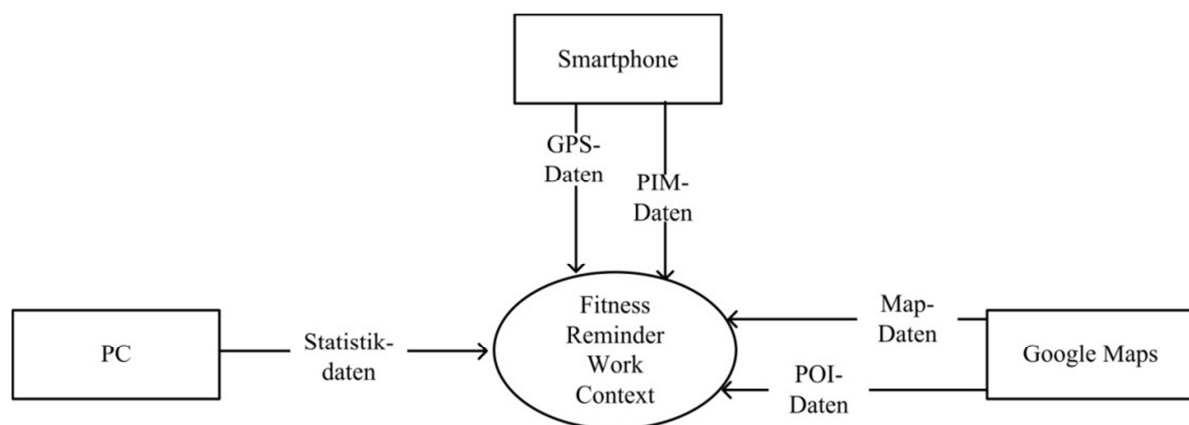 Smartphone
GPS-
Daten
PIM-
Daten
Fitness
Reminder
Work
Context
PC
Statistik-
daten
Map-
Daten
POI-
Daten
Google Maps